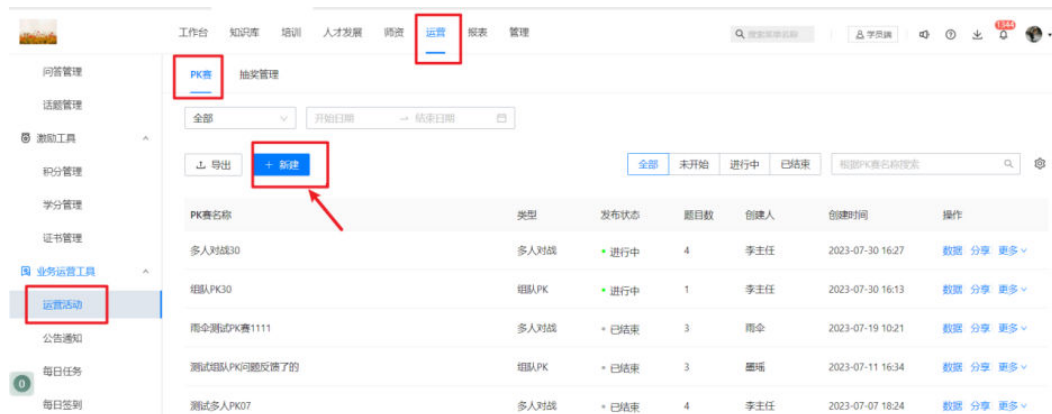 工作台 知识库 培训 人才发展 师资 运营 报表 管理 搜索菜单名称 学员端 1344
问答管理
话题管理
激励工具
积分管理
学分管理
证书管理
业务运营工具
运营活动
公告通知
每日任务
每日签到
0
PK赛 抽奖管理
全部 开始日期 → 结束日期
导出 + 新建 全部 未开始 进行中 已结束 根据PK赛名称搜索
PK赛名称 类型 发布状态 题目数 创建人 创建时间 操作
多人对战30 多人对战 进行中 4 李主任 2023-07-30 16:27 数据 分享 更多
组队PK30 组队PK 进行中 1 李主任 2023-07-30 16:13 数据 分享 更多
雨伞测试PK赛1111 多人对战 已结束 3 雨伞 2023-07-19 10:21 数据 分享 更多
测试组队PK问题反馈了的 组队PK 已结束 3 墨瑶 2023-07-11 16:34 数据 分享 更多
测试多人PK07 多人对战 已结束 4 李主任 2023-07-07 18:24 数据 分享 更多